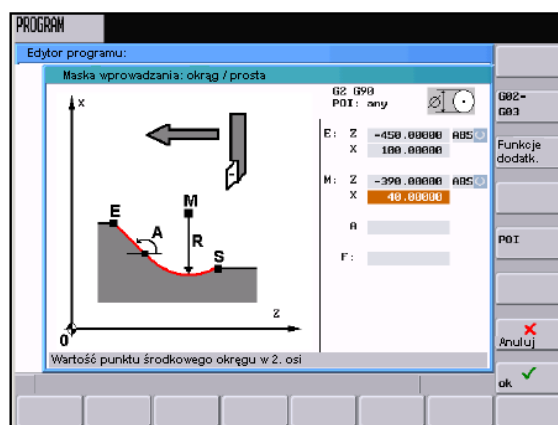 PROGRAM
Edytor programu:
Maska wprowadzania: okrąg / prosta
G2 G90
POI: any
E: Z -450.00000 ABS
X 100.00000
M: Z -390.00000 ABS
X 40.00000
A
F:
x
E
A
M
R
S
z
0
Wartość punktu środkowego okręgu w 2. osi
G02-
G03
Funkcje
dodatk.
POI
Anuluj
ok